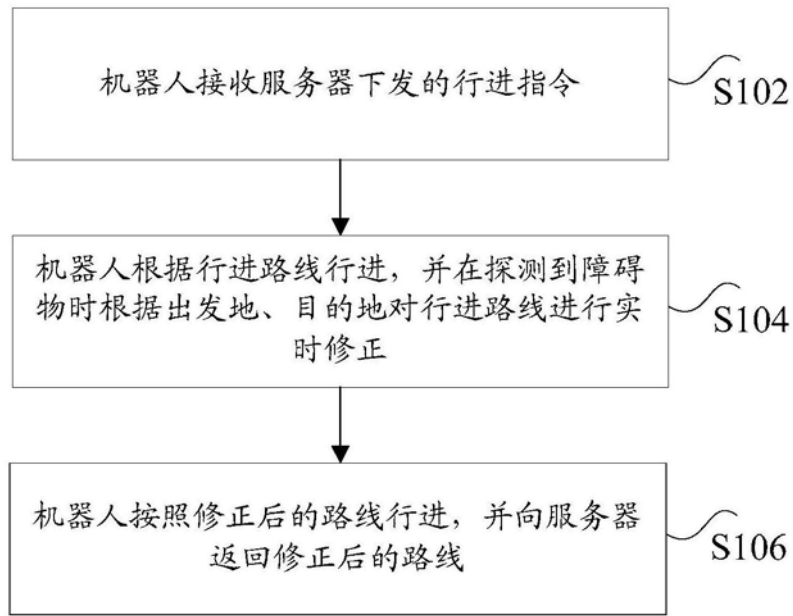 机器人接收服务器下发的行进指令
S102
机器人根据行进路线行进，并在探测到障碍
物时根据出发地、目的地对行进路线进行实
时修正
S104
机器人按照修正后的路线行进，并向服务器
返回修正后的路线
S106